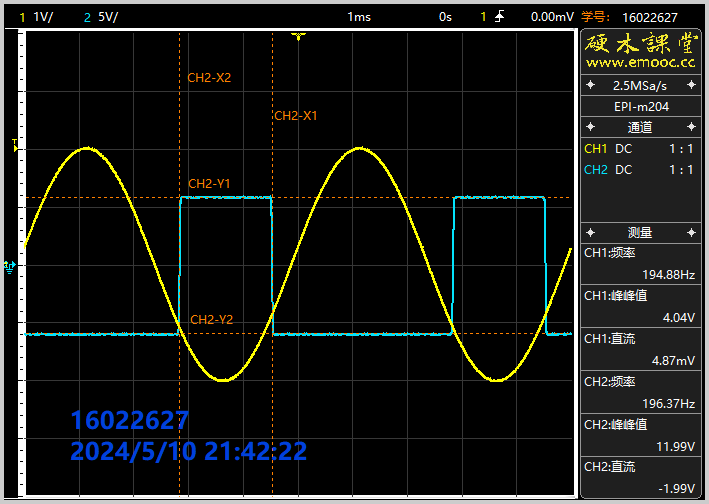 1 1V/ 2 5V/ 1ms 0s 1 0.00mV 学号: 16022627
硬木課堂
www.emooc.cc
2.5MSa/s
EPI-m204
通道
CH1 DC 1 : 1
CH2 DC 1 : 1
测量
CH1:频率
194.88Hz
CH1:峰峰值
4.04V
CH1:直流
4.87mV
CH2:频率
196.37Hz
CH2:峰峰值
11.99V
CH2:直流
-1.99V
CH2-X2
CH2-X1
T
CH2-Y1
CH2-Y2
16022627
2024/5/10 21:42:22